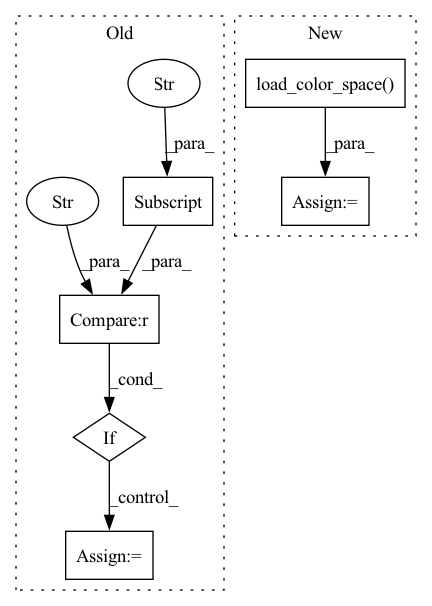 Old
New
Str
load_color_space()
_para_
_para_
Str
Subscript
Assign:=
_para_
_para_
Compare:r
_cond_
If
_control_
Assign:=